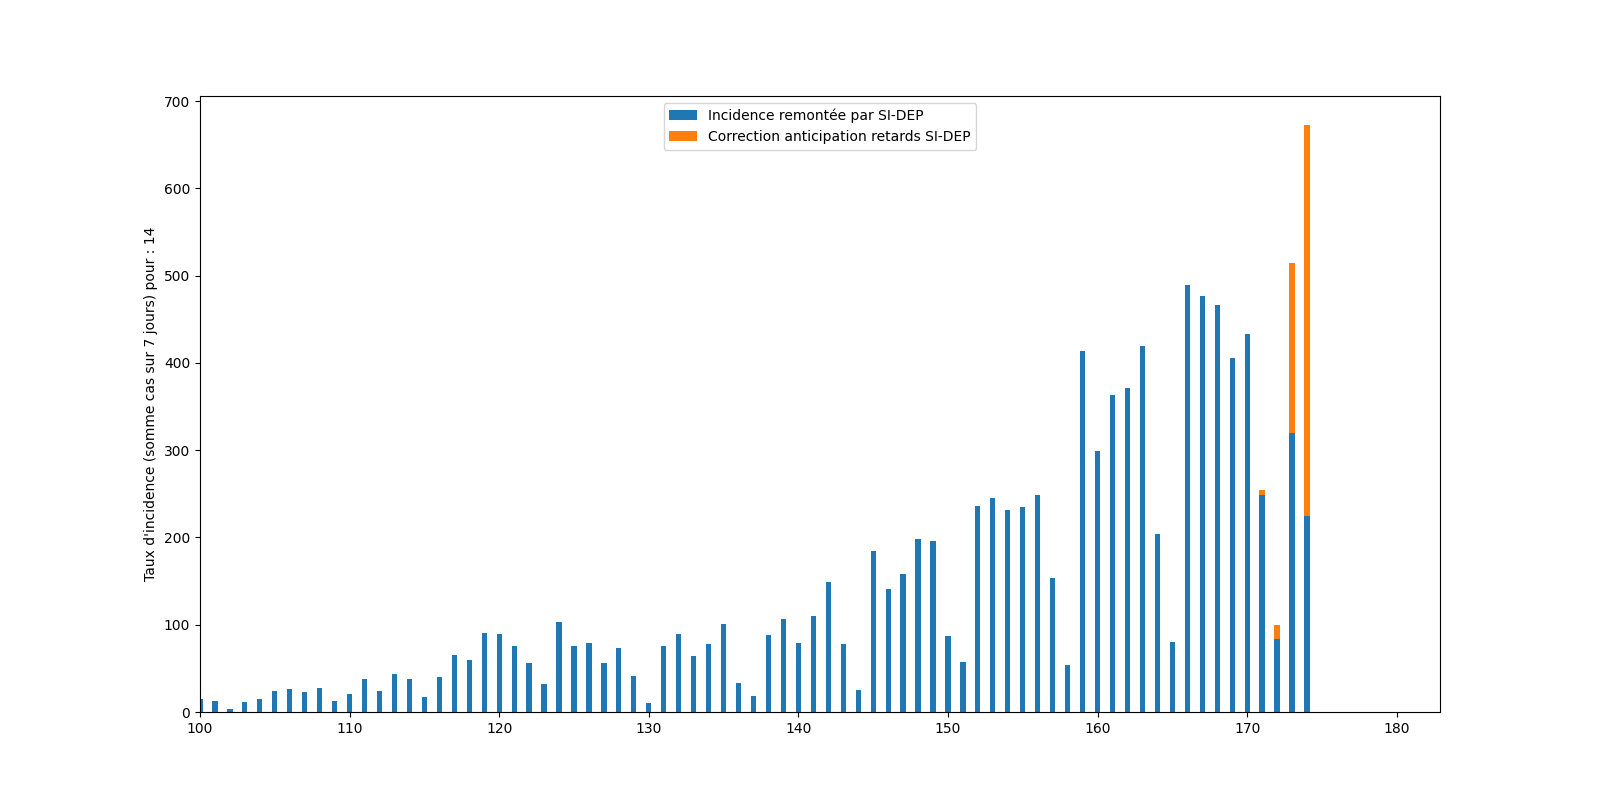 Incidence remontée par SI-DEP
Correction anticipation retards SI-DEP
Taux d'incidence (somme cas sur 7 jours) pour : 14
700
600
500
400
300
200
100
0
100 110 120 130 140 150 160 170 180